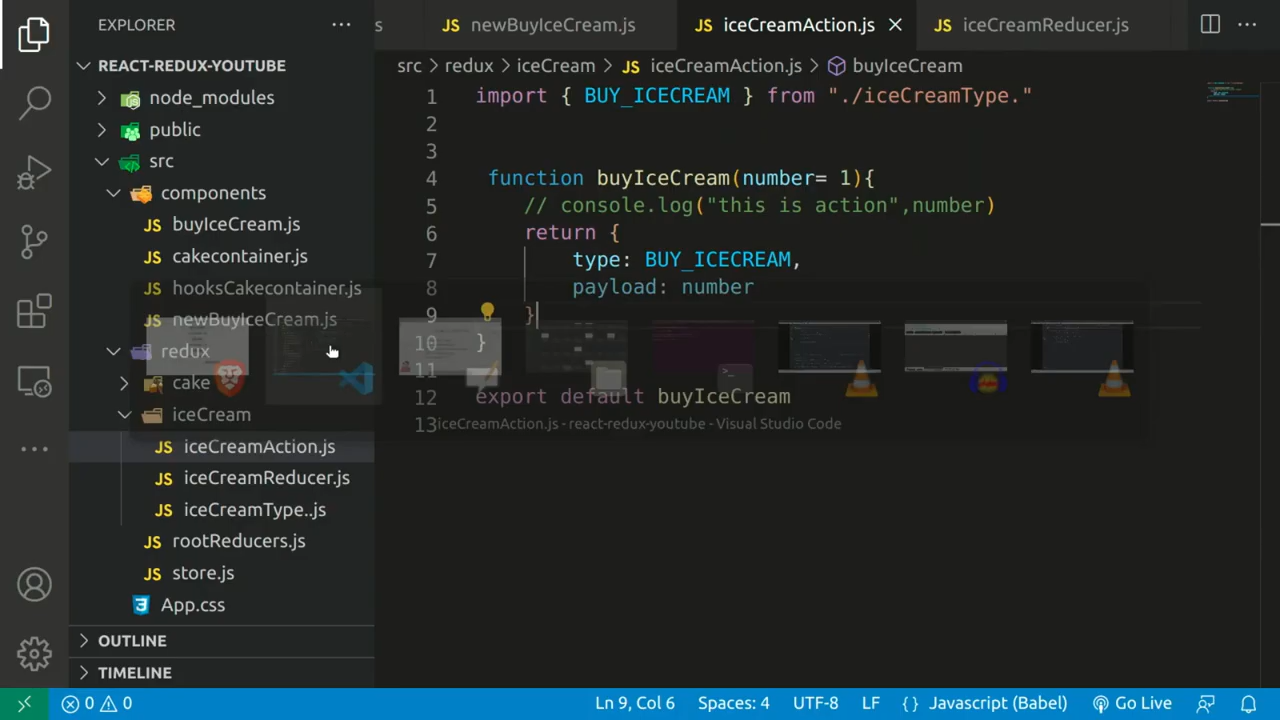 EXPLORER
REACT-REDUX-YOUTUBE
node_modules
public
src
components
JS buyIceCream.js
JS cakecontainer.js
JS hooksCakecontainer.js
JS newBuyIceCream.js
redux
cake
iceCream
JS iceCreamAction.js
JS iceCreamReducer.js
JS iceCreamType..js
JS rootReducers.js
JS store.js
App.css
OUTLINE
TIMELINE
s
JS newBuyIceCream.js
JS iceCreamAction.js
JS iceCreamReducer.js
src > redux > iceCream > JS iceCreamAction.js > buyIceCream
1 import { BUY_ICECREAM } from "./iceCreamType."
2
3
4 function buyIceCream(number= 1){
5 // console.log("this is action",number)
6 return {
7 type: BUY_ICECREAM,
8 payload: number
9 }
10 }
11
12 export default buyIceCream
13
iceCreamAction.js - react-redux-youtube - Visual Studio Code
0 0
Ln 9, Col 6
Spaces: 4
UTF-8
LF
{ } Javascript (Babel)
Go Live